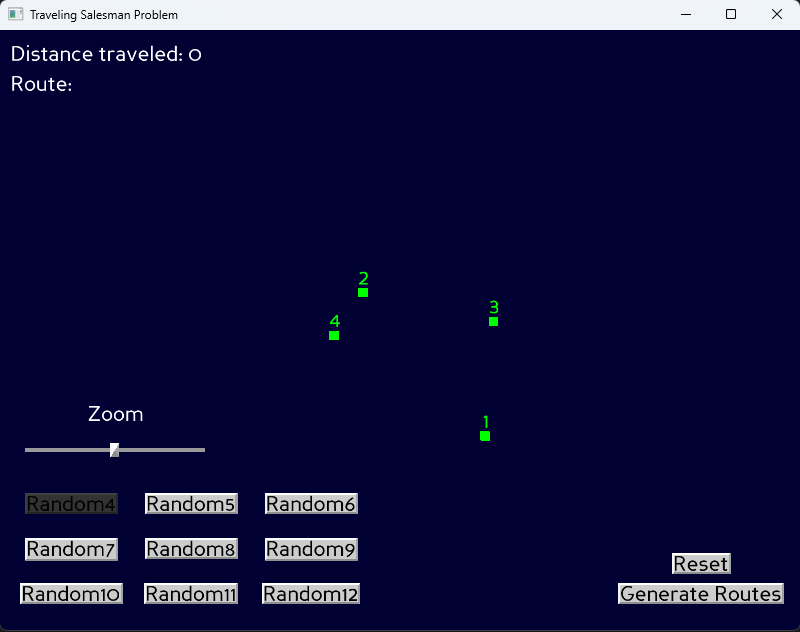 Traveling Salesman Problem
Distance traveled: 0
Route:
2
3
4
1
Zoom
Random4 Random5 Random6
Random7 Random8 Random9
Random10 Random11 Random12
Reset
Generate Routes